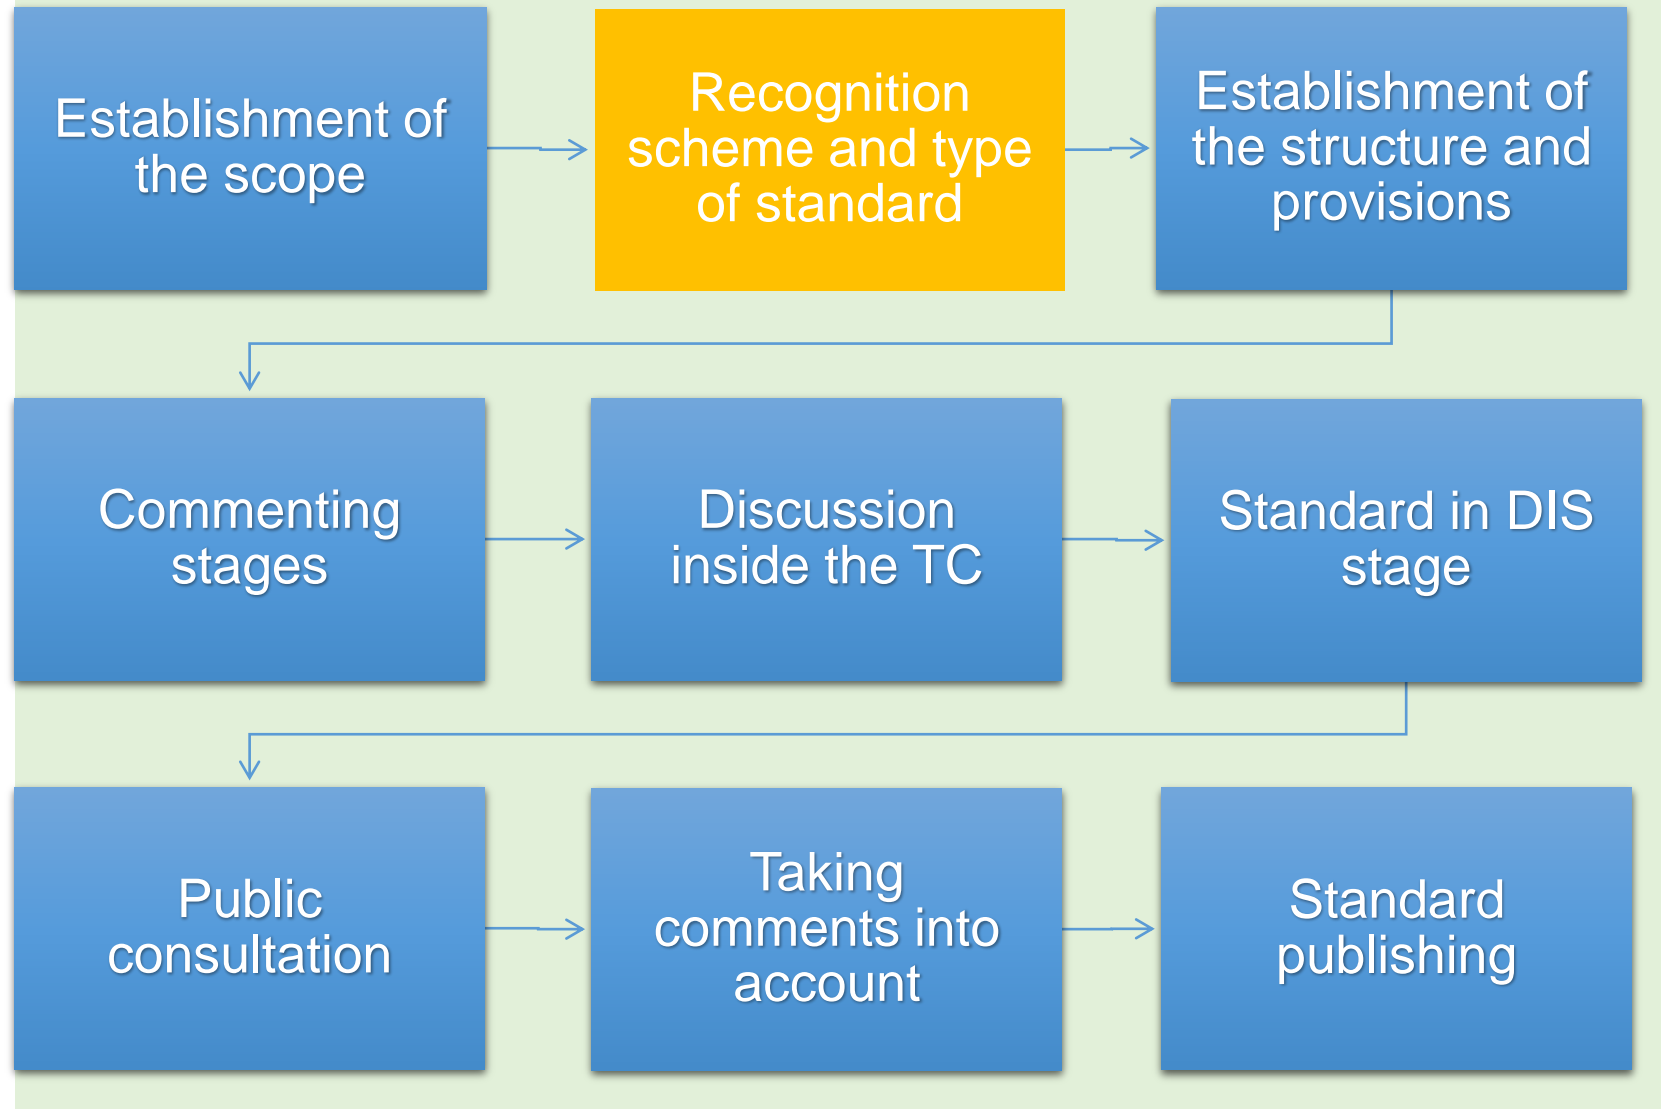 Establishment of
the scope
Recognition
scheme and type
of standard
Establishment of
the structure and
provisions
Commenting
stages
Discussion
inside the TC
Standard in DIS
stage
Public
consultation
Taking
comments into
account
Standard
publishing